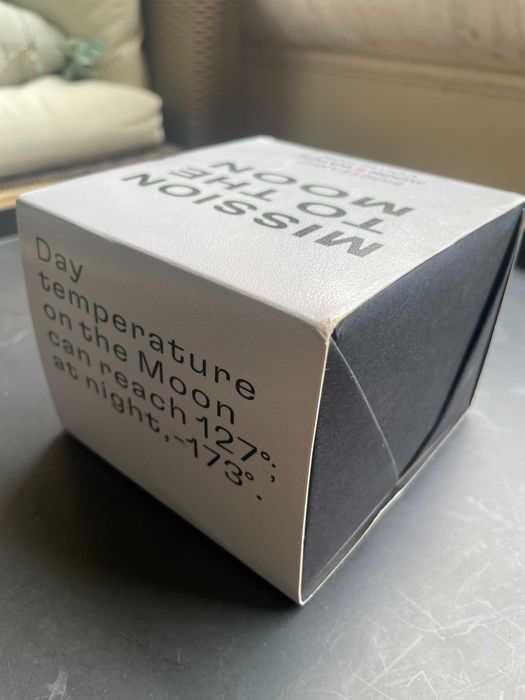 MISSION
TO THE
MOON
Day
temperature
on the Moon
can reach 127°;
at night,-173°.